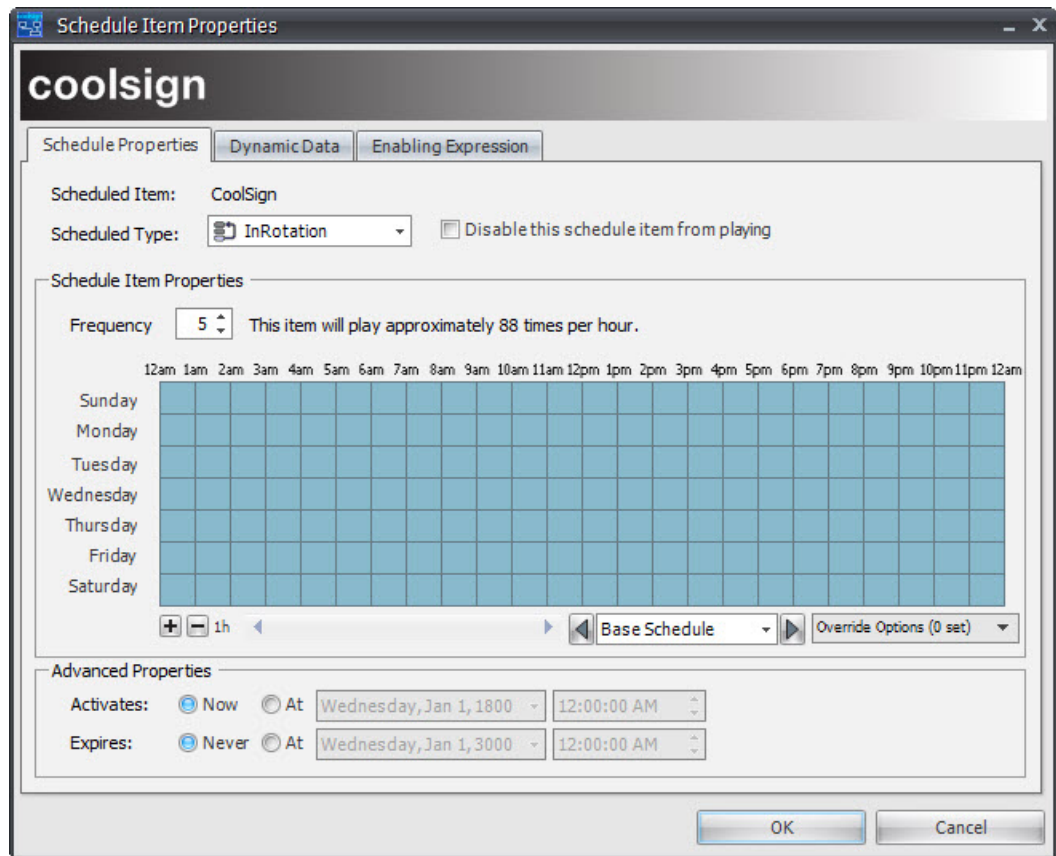 Schedule Item Properties
coolsign
Schedule Properties Dynamic Data Enabling Expression
Scheduled Item: CoolSign
Scheduled Type: InRotation Disable this schedule item from playing
Schedule Item Properties
Frequency 5 This item will play approximately 88 times per hour.
12am 1am 2am 3am 4am 5am 6am 7am 8am 9am 10am 11am 12pm 1pm 2pm 3pm 4pm 5pm 6pm 7pm 8pm 9pm 10pm 11pm 12am
Sunday
Monday
Tuesday
Wednesday
Thursday
Friday
Saturday
1h Base Schedule Override Options (0 set)
Advanced Properties
Activates: Now At Wednesday, Jan 1, 1800 12:00:00 AM
Expires: Never At Wednesday, Jan 1, 3000 12:00:00 AM
OK Cancel